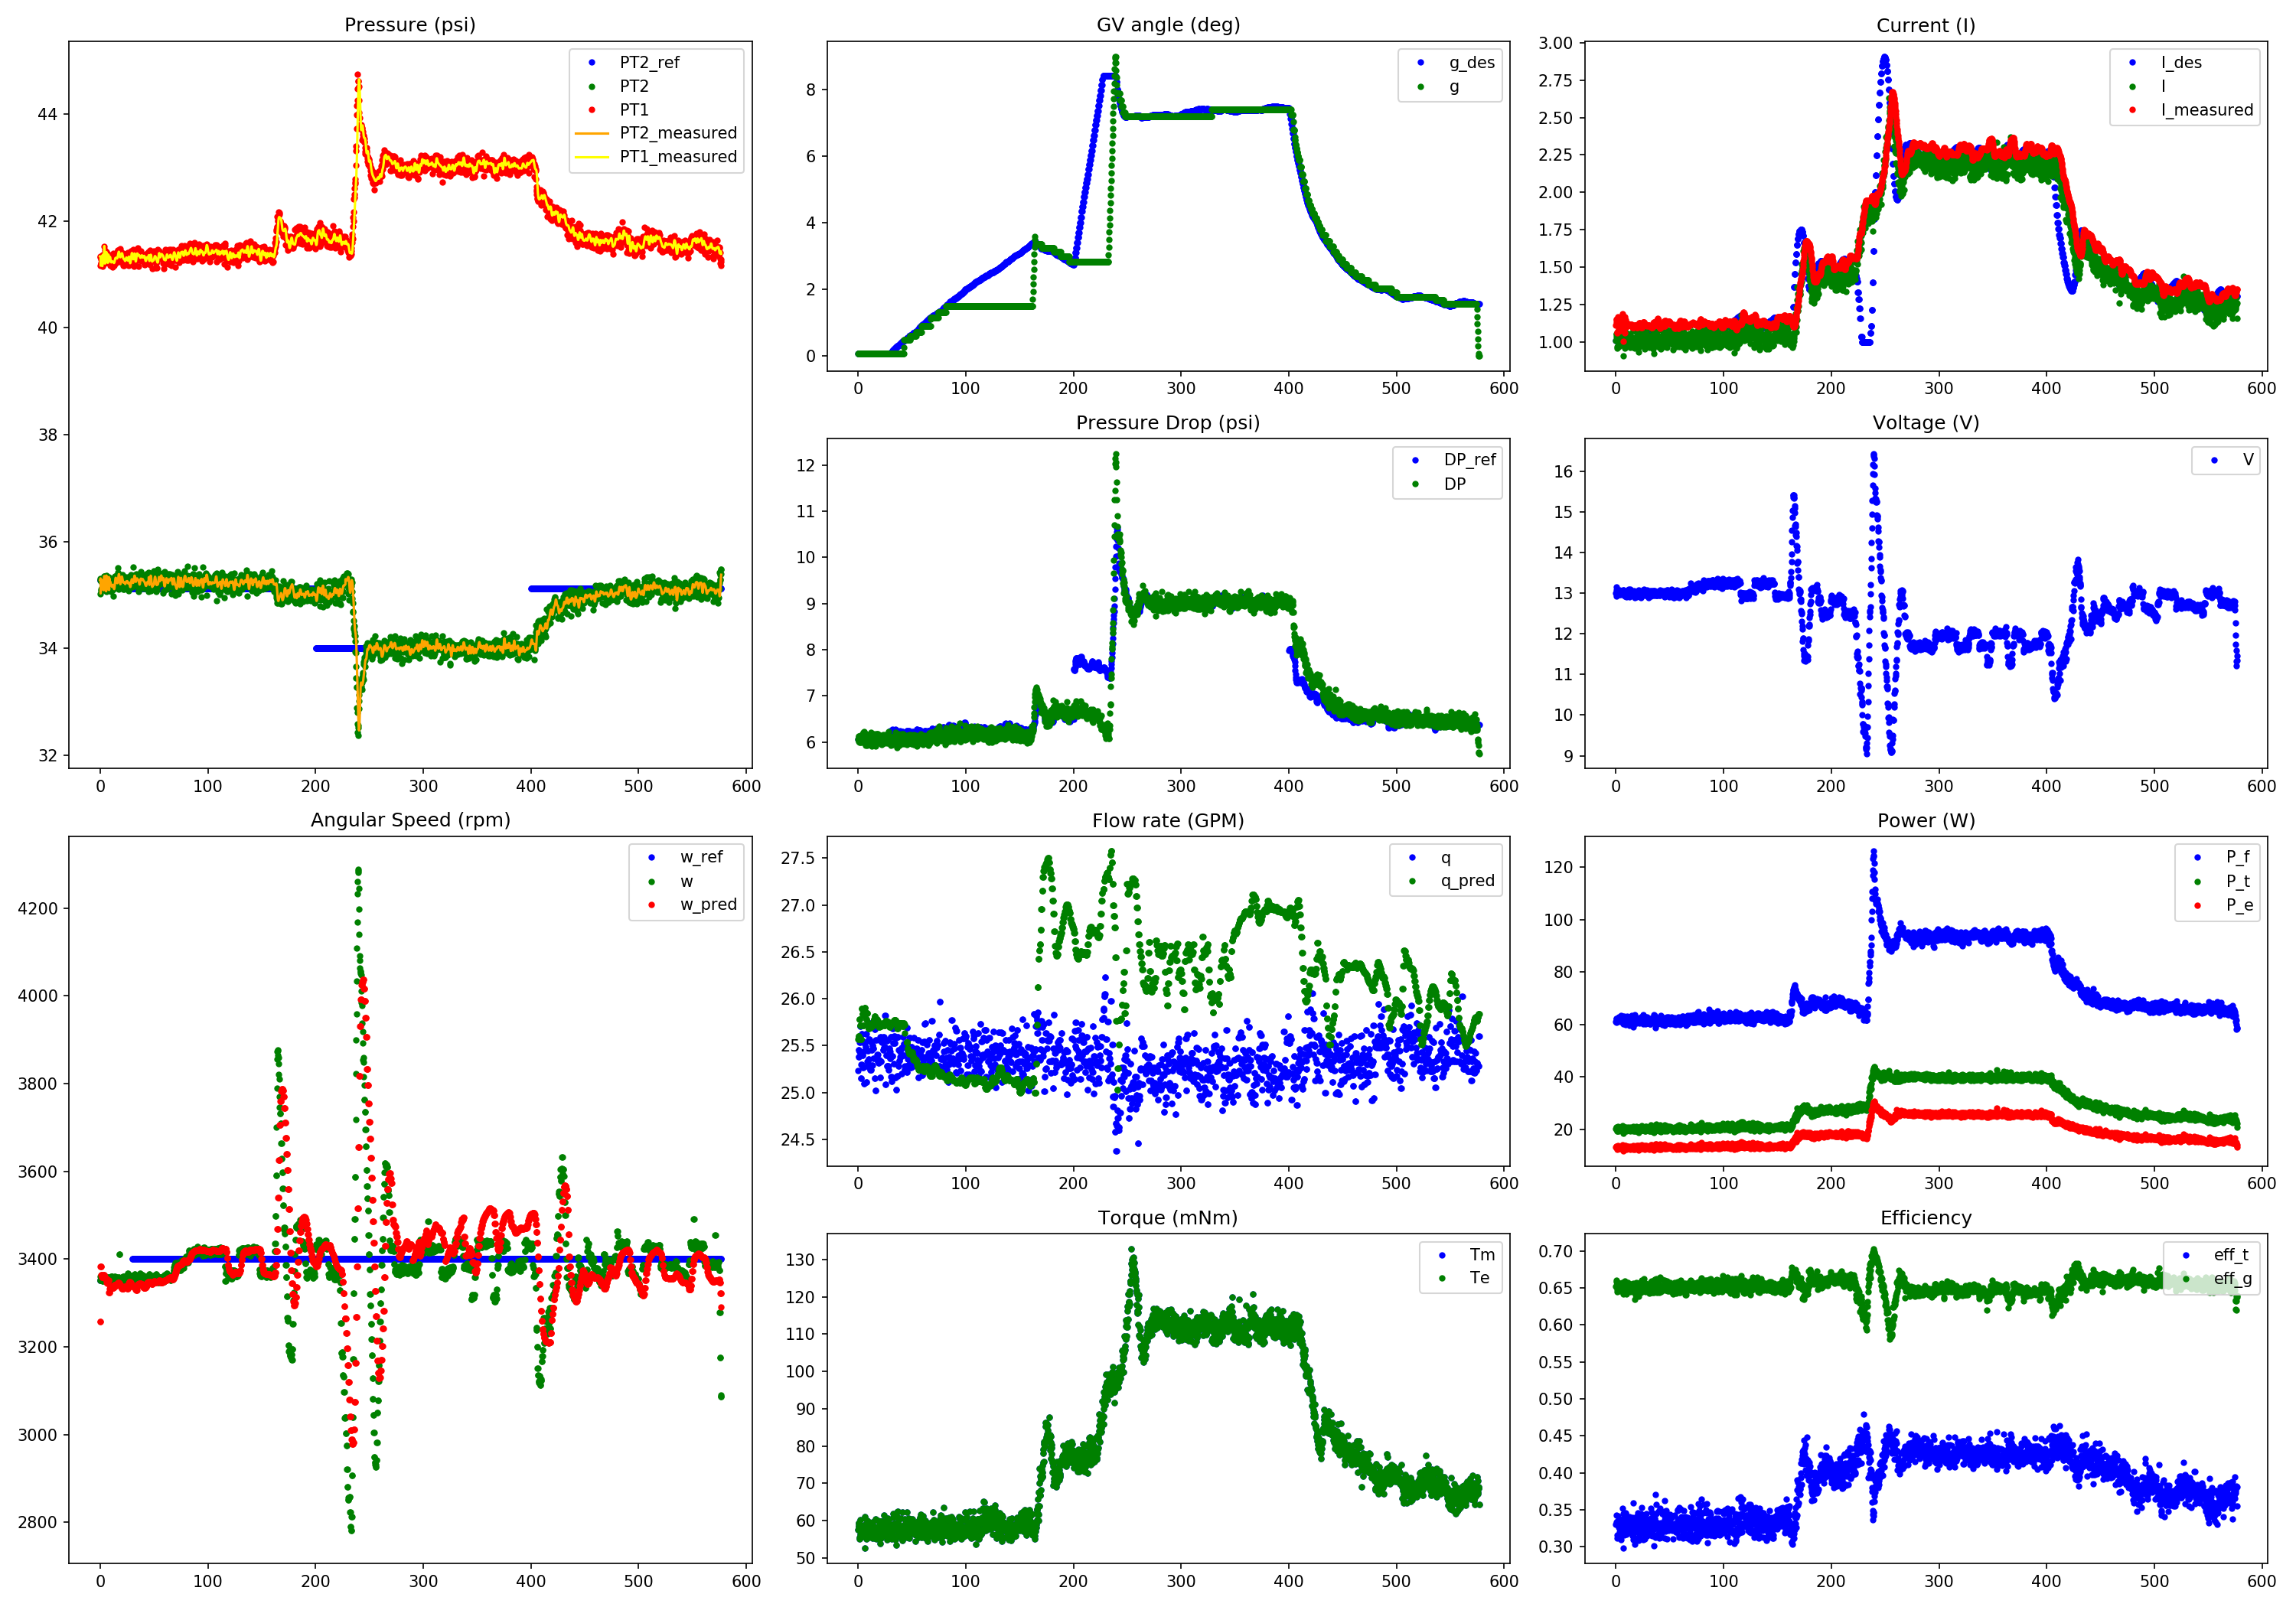 Pressure (psi)
PT2_ref
PT2
PT1
PT2_measured
PT1_measured
44
42
40
38
36
34
32
0 100 200 300 400 500 600
GV angle (deg)
g_des
g
8
6
4
2
0
0 100 200 300 400 500 600
Current (I)
I_des
I
I_measured
3.00
2.75
2.50
2.25
2.00
1.75
1.50
1.25
1.00
0 100 200 300 400 500 600
Pressure Drop (psi)
DP_ref
DP
12
11
10
9
8
7
6
0 100 200 300 400 500 600
Voltage (V)
V
16
15
14
13
12
11
10
9
0 100 200 300 400 500 600
Angular Speed (rpm)
w_ref
w
w_pred
4200
4000
3800
3600
3400
3200
3000
2800
0 100 200 300 400 500 600
Flow rate (GPM)
q
q_pred
27.5
27.0
26.5
26.0
25.5
25.0
24.5
0 100 200 300 400 500 600
Power (W)
P_f
P_t
P_e
120
100
80
60
40
20
0 100 200 300 400 500 600
Torque (mNm)
Tm
Te
130
120
110
100
90
80
70
60
50
0 100 200 300 400 500 600
Efficiency
eff_t
eff_g
0.70
0.65
0.60
0.55
0.50
0.45
0.40
0.35
0.30
0 100 200 300 400 500 600